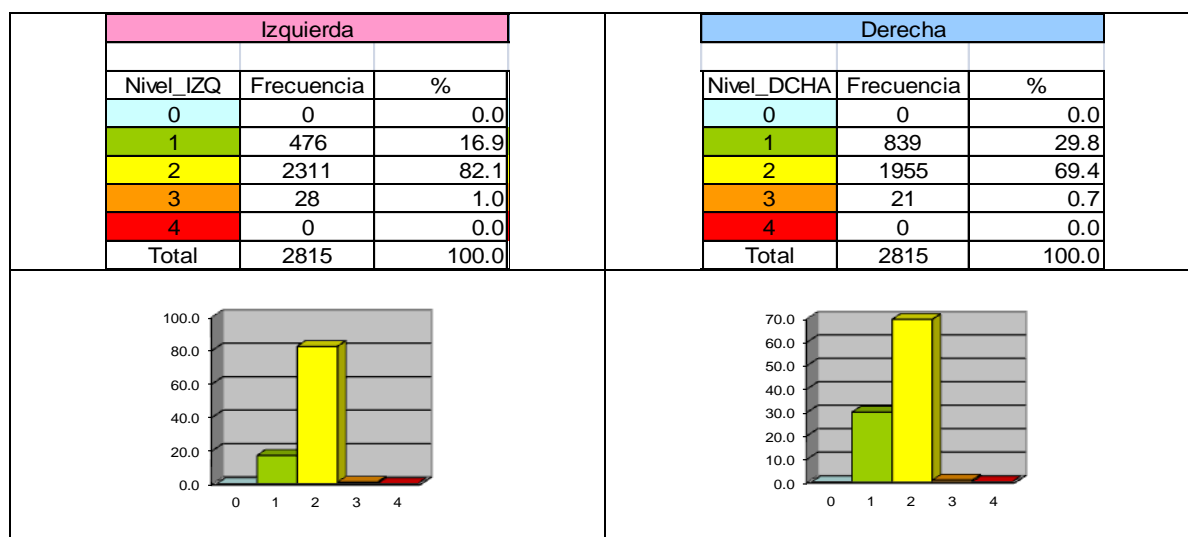 Izquierda
Nivel_IZQ Frecuencia %
0 0 0.0
1 476 16.9
2 2311 82.1
3 28 1.0
4 0 0.0
Total 2815 100.0
Derecha
Nivel_DCHA Frecuencia %
0 0 0.0
1 839 29.8
2 1955 69.4
3 21 0.7
4 0 0.0
Total 2815 100.0
100.0
80.0
60.0
40.0
20.0
0.0
0 1 2 3 4
70.0
60.0
50.0
40.0
30.0
20.0
10.0
0.0
0 1 2 3 4